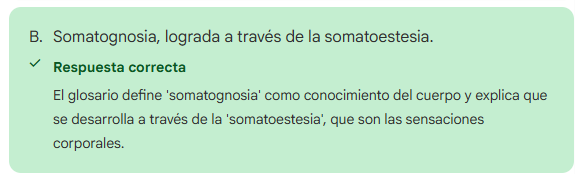 B. Somatognosia, lograda a través de la somatoestesia.
Respuesta correcta
El glosario define 'somatognosia' como conocimiento del cuerpo y explica que
se desarrolla a través de la 'somatoestesia', que son las sensaciones
corporales.